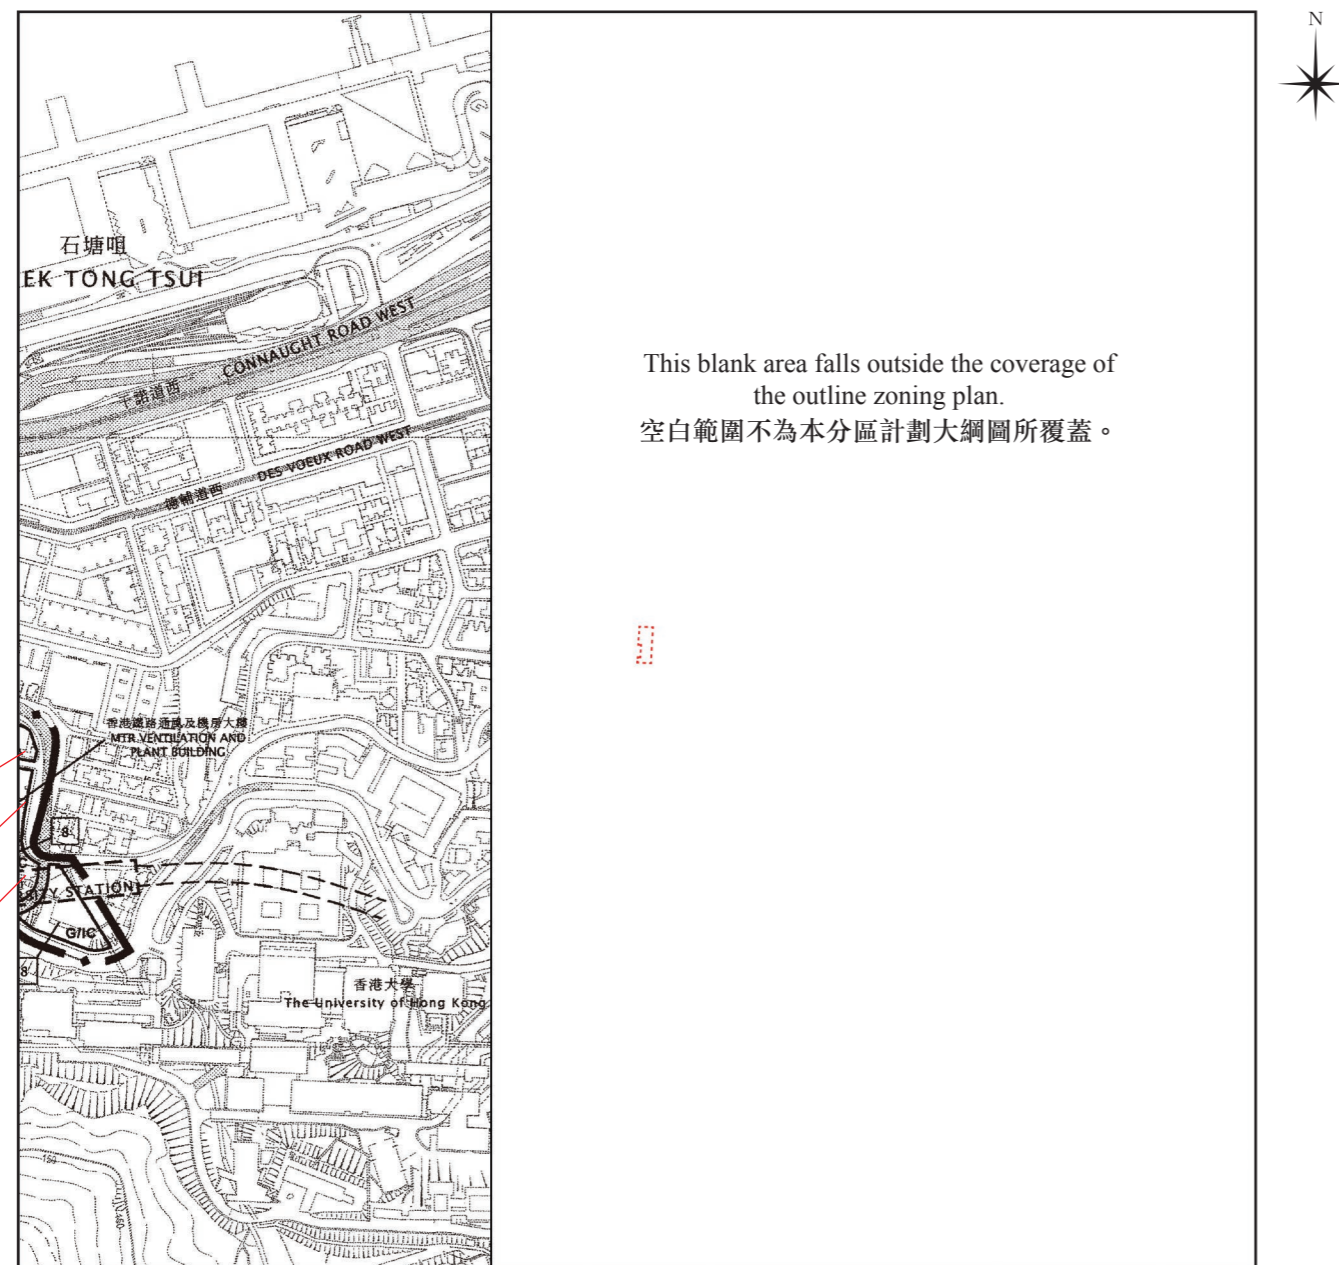 N
石塘咀
EK TONG TSUI
干諾道西 CONNAUGHT ROAD WEST
This blank area falls outside the coverage of
the outline zoning plan.
空白範圍不為本分區計劃大綱圖所覆蓋。
德輔道西 DES VOEUX ROAD WEST
香港鐵路通風及機房大樓
MTR VENTILATION AND
PLANT BUILDING
8
RITY STATION
G/IC
8
香港大學
The University of Hong Kong
150